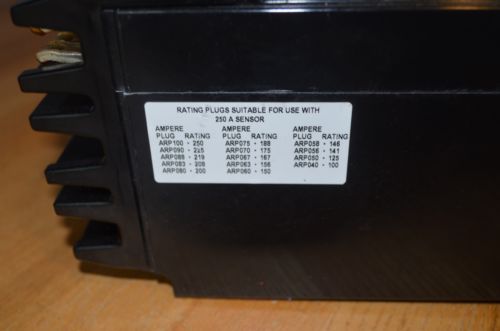 RATING PLUGS SUITABLE FOR USE WITH
250 A SENSOR
AMPERE AMPERE AMPERE
PLUG RATING PLUG RATING PLUG RATING
ARP100 - 250 ARP075 - 188 ARP058 - 146
ARP090 - 225 ARP070 - 175 ARP056 - 141
ARP088 - 219 ARP067 - 167 ARP050 - 125
ARP083 - 208 ARP063 - 156 ARP040 - 100
ARP080 - 200 ARP060 - 150